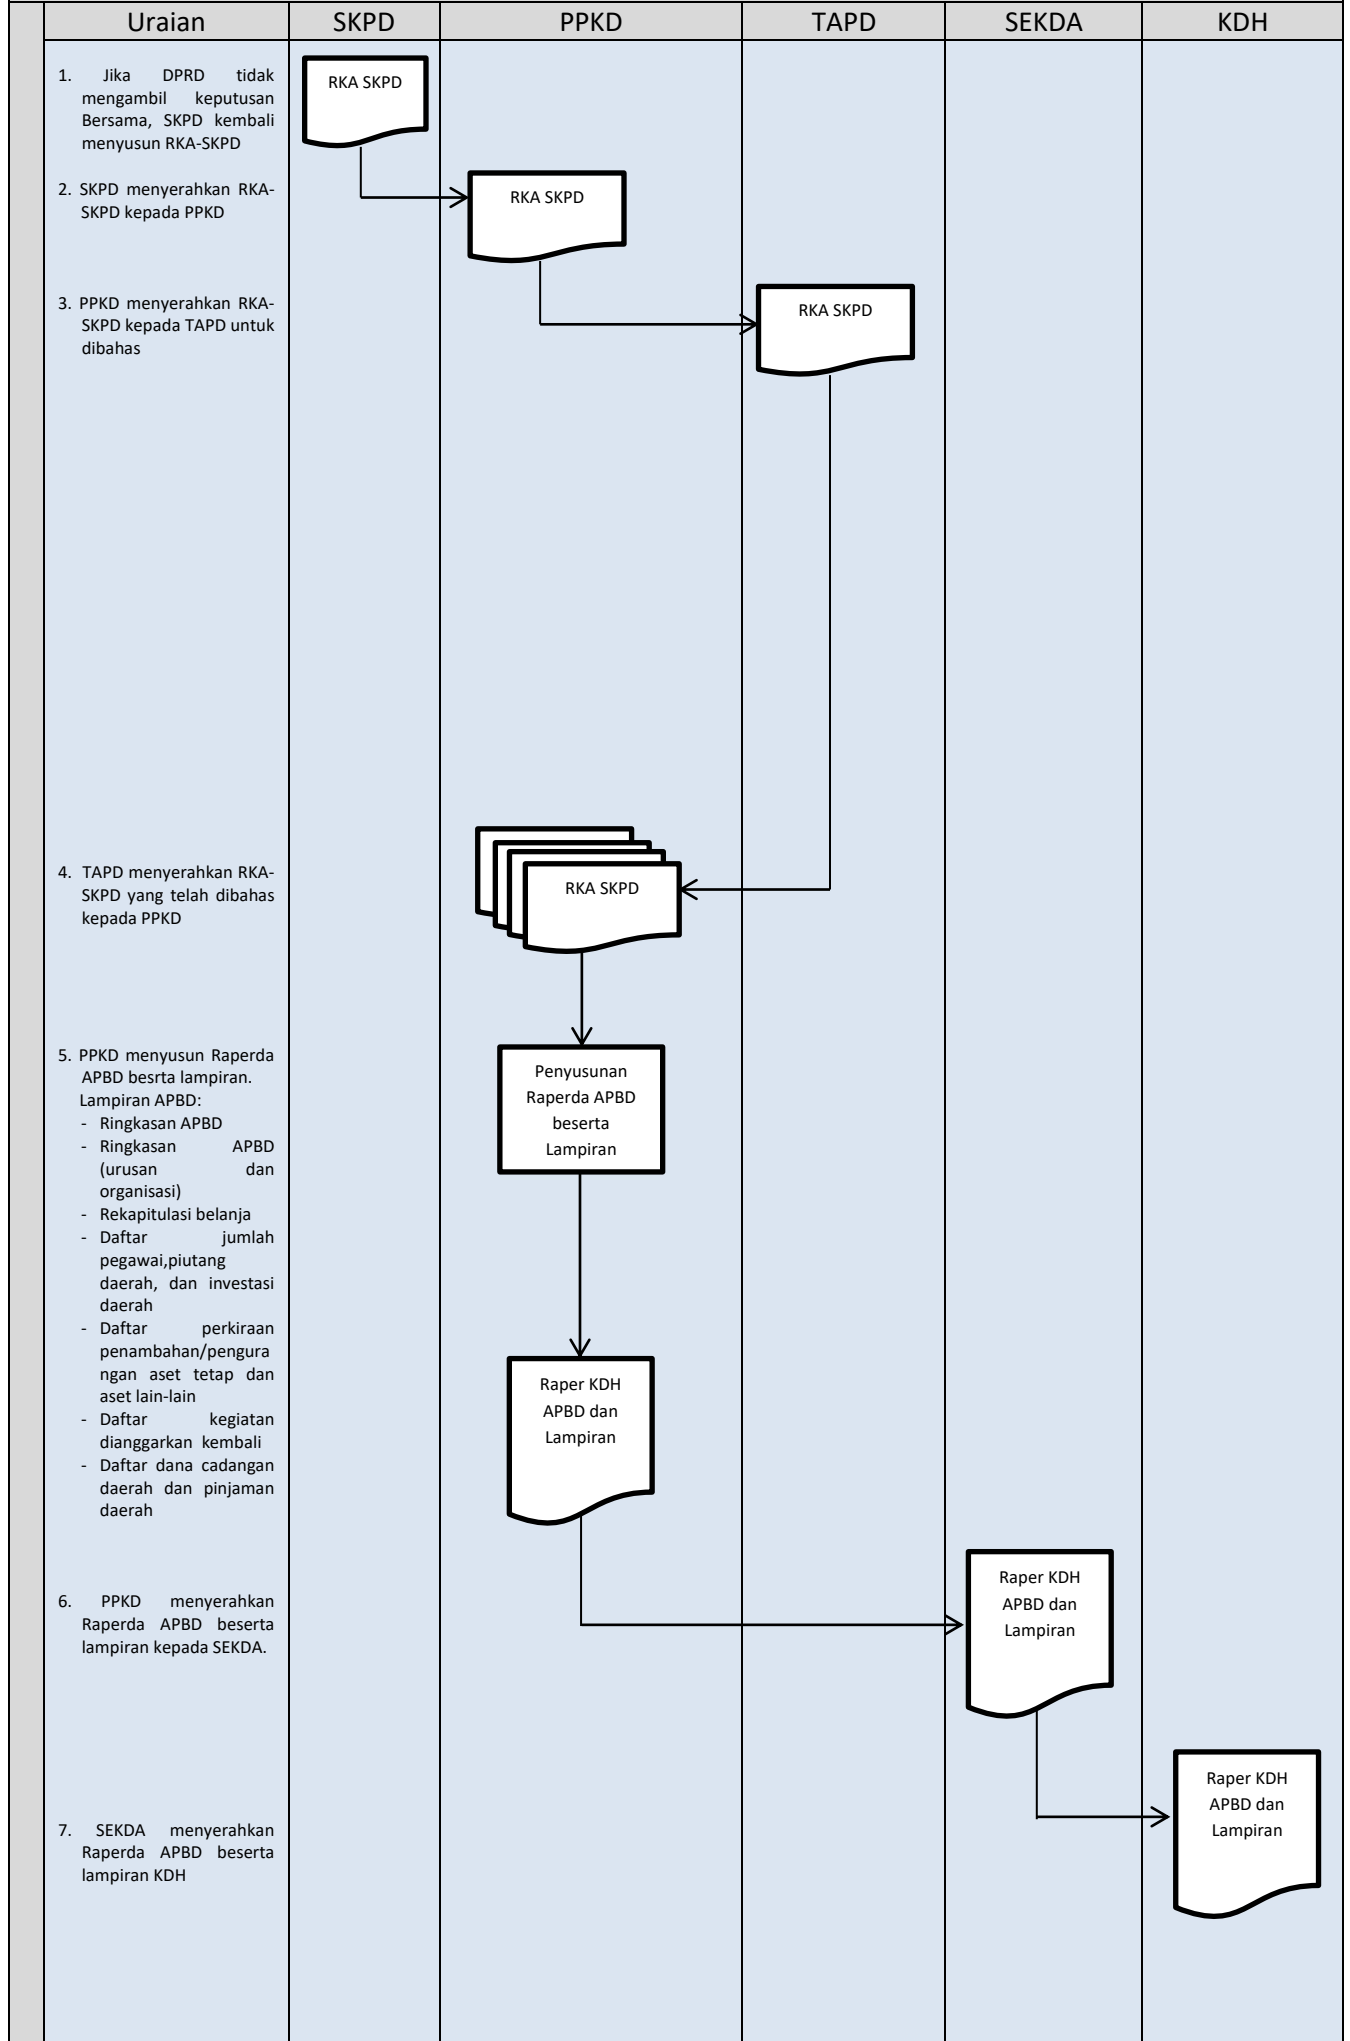 Uraian SKPD PPKD TAPD SEKDA KDH
1. Jika DPRD tidak
mengambil keputusan
Bersama, SKPD kembali
menyusun RKA-SKPD
RKA SKPD
2. SKPD menyerahkan RKA-
SKPD kepada PPKD
RKA SKPD
3. PPKD menyerahkan RKA-
SKPD kepada TAPD untuk
dibahas
RKA SKPD
4. TAPD menyerahkan RKA-
SKPD yang telah dibahas
kepada PPKD
RKA SKPD
5. PPKD menyusun Raperda
APBD besrta lampiran.
Lampiran APBD:
- Ringkasan APBD
- Ringkasan APBD
(urusan dan
organisasi)
- Rekapitulasi belanja
- Daftar jumlah
pegawai,piutang
daerah, dan investasi
daerah
- Daftar perkiraan
penambahan/pengura
ngan aset tetap dan
aset lain-lain
- Daftar kegiatan
dianggarkan kembali
- Daftar dana cadangan
daerah dan pinjaman
daerah
Penyusunan
Raperda APBD
beserta
Lampiran
Raper KDH
APBD dan
Lampiran
6. PPKD menyerahkan
Raperda APBD beserta
lampiran kepada SEKDA.
Raper KDH
APBD dan
Lampiran
7. SEKDA menyerahkan
Raperda APBD beserta
lampiran KDH
Raper KDH
APBD dan
Lampiran